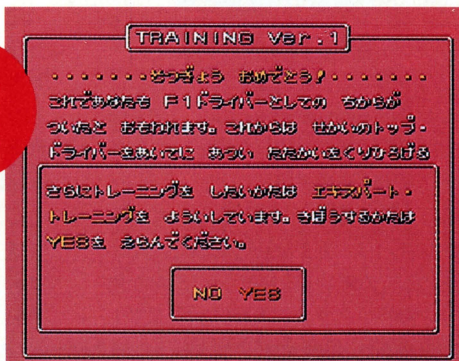 TRAINING Ver.1
・・・・・・・そつぎょう おめでとう!・・・・・・・
これであなたも F1ドライバーとしての ちからが
ついたと おもわれます。これからは せかいのトップ・
ドライバーをあいてに あつい たたかいをくりひろげる
さらにトレーニングを したいかたは エキスパート・
トレーニングを よういしています。きぼうするかたは
YESを えらんでください。
NO YES